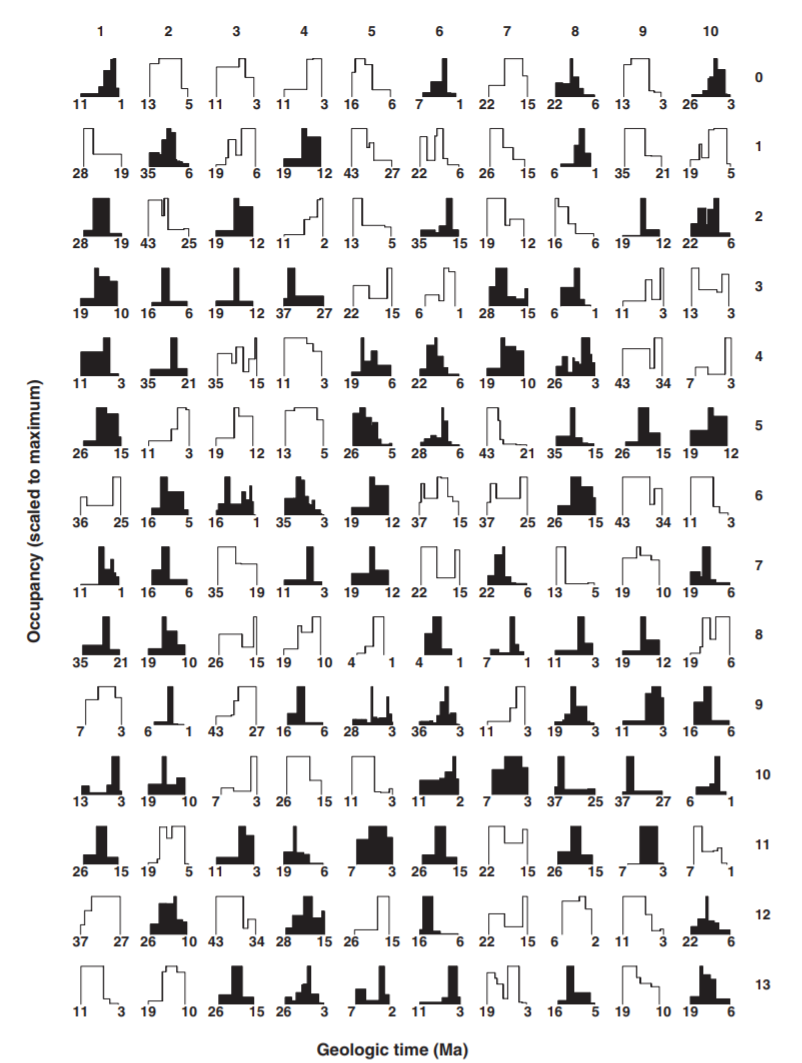 1 2 3 4 5 6 7 8 9 10
0
11 1 13 5 11 3 11 3 16 6 7 1 22 15 22 6 13 3 26 3
1
28 19 35 6 19 6 19 12 43 27 22 6 26 15 6 1 35 21 19 5
2
28 19 43 25 19 12 11 2 13 5 35 15 19 12 16 6 19 12 22 6
3
19 10 16 6 19 12 37 27 22 15 6 1 28 15 6 1 11 3 13 3
4
11 3 35 21 35 15 11 3 19 6 22 6 19 10 26 3 43 34 7 3
5
26 15 11 3 19 12 13 5 26 5 28 6 43 21 35 15 26 15 19 12
6
36 25 16 5 16 1 35 3 19 12 37 15 37 25 26 15 43 34 11 3
7
11 1 16 6 35 19 11 3 19 12 22 15 22 6 13 5 19 10 19 6
8
35 21 19 10 26 15 19 10 4 1 4 1 7 1 11 3 19 12 19 6
9
7 3 6 1 43 27 16 6 28 3 36 3 11 3 19 3 11 3 16 6
10
13 3 19 10 7 3 26 15 11 3 11 2 7 3 37 25 37 27 6 1
11
26 15 19 5 11 3 19 6 7 3 26 15 22 15 26 15 7 3 7 1
12
37 27 26 10 43 34 28 15 26 15 16 6 22 15 6 2 11 3 22 6
13
11 3 19 10 26 15 26 3 7 2 11 3 19 3 16 5 19 10 19 6
Occupancy (scaled to maximum)
Geologic time (Ma)